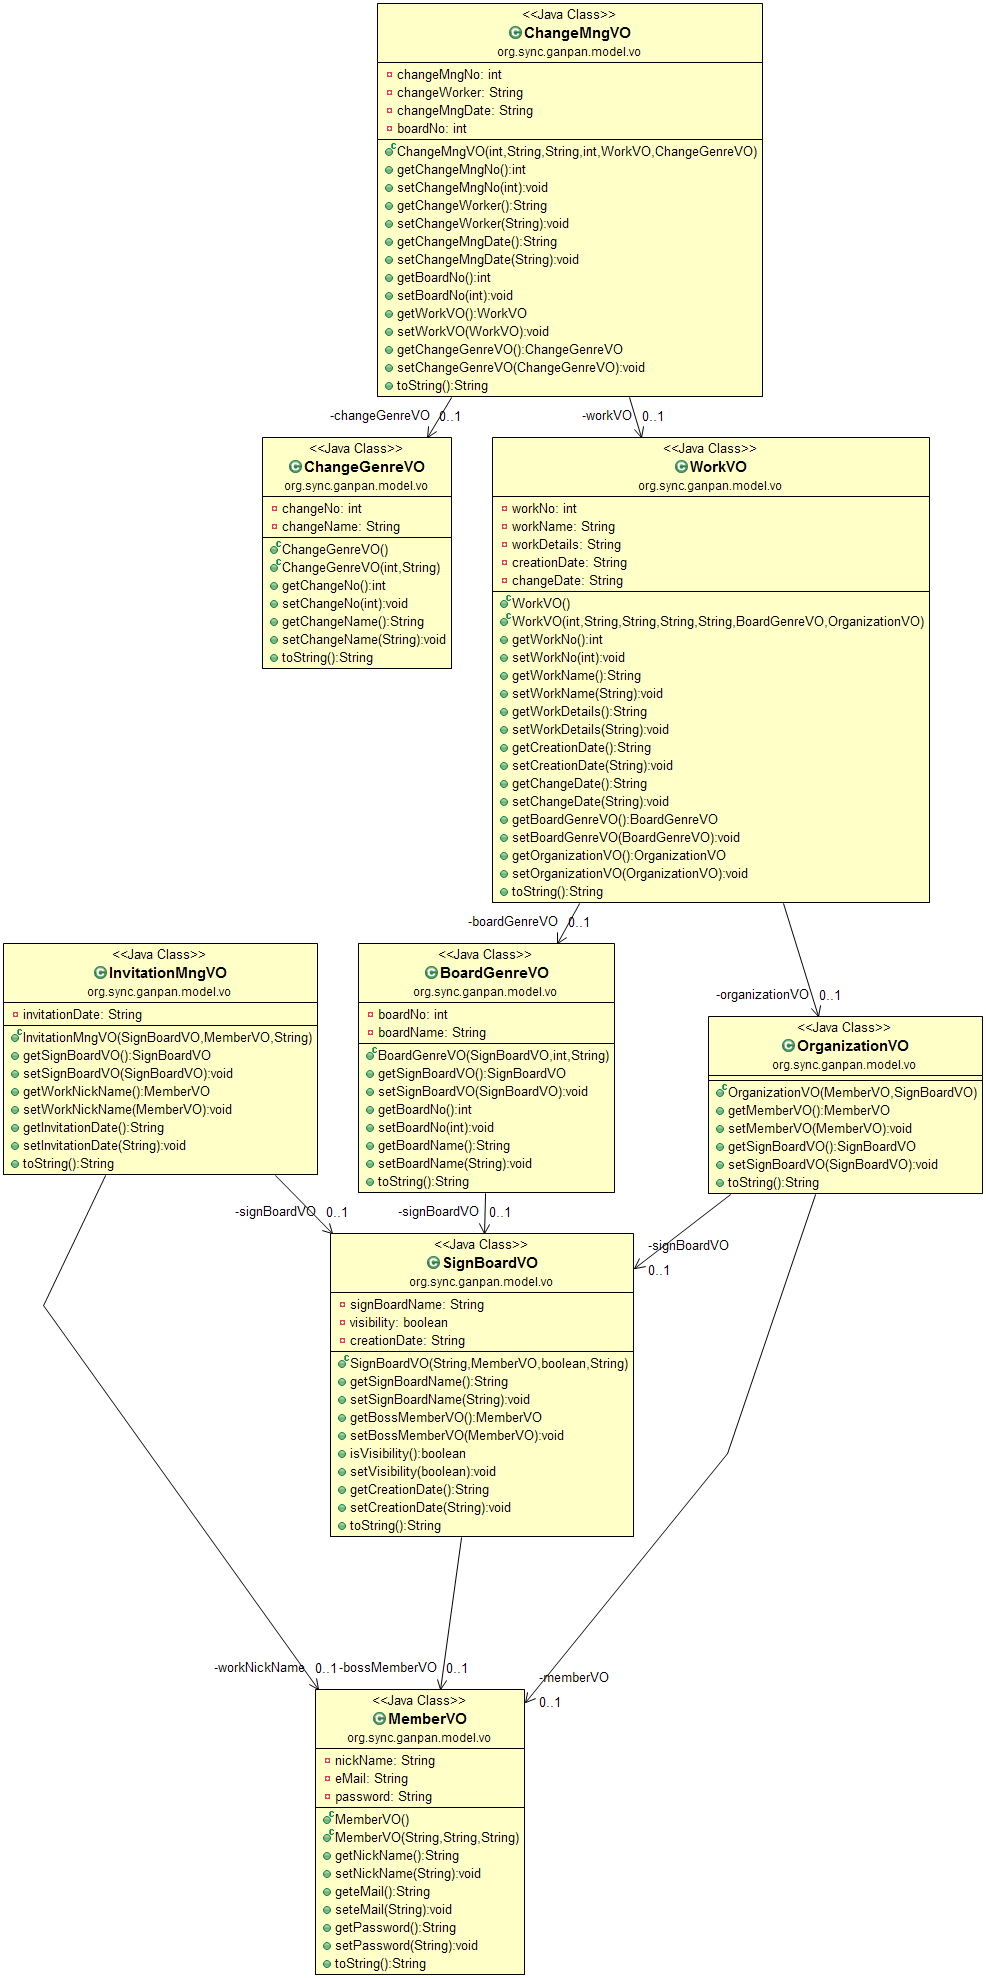 <<Java Class>>
ChangeMngVO
org.sync.ganpan.model.vo
changeMngNo: int
changeWorker: String
changeMngDate: String
boardNo: int
ChangeMngVO(int,String,String,int,WorkVO,ChangeGenreVO)
getChangeMngNo():int
setChangeMngNo(int):void
getChangeWorker():String
setChangeWorker(String):void
getChangeMngDate():String
setChangeMngDate(String):void
getBoardNo():int
setBoardNo(int):void
getWorkVO():WorkVO
setWorkVO(WorkVO):void
getChangeGenreVO():ChangeGenreVO
setChangeGenreVO(ChangeGenreVO):void
toString():String
-changeGenreVO 0..1
-workVO 0..1
<<Java Class>>
ChangeGenreVO
org.sync.ganpan.model.vo
changeNo: int
changeName: String
ChangeGenreVO()
ChangeGenreVO(int,String)
getChangeNo():int
setChangeNo(int):void
getChangeName():String
setChangeName(String):void
toString():String
<<Java Class>>
WorkVO
org.sync.ganpan.model.vo
workNo: int
workName: String
workDetails: String
creationDate: String
changeDate: String
WorkVO()
WorkVO(int,String,String,String,String,BoardGenreVO,OrganizationVO)
getWorkNo():int
setWorkNo(int):void
getWorkName():String
setWorkName(String):void
getWorkDetails():String
setWorkDetails(String):void
getCreationDate():String
setCreationDate(String):void
getChangeDate():String
setChangeDate(String):void
getBoardGenreVO():BoardGenreVO
setBoardGenreVO(BoardGenreVO):void
getOrganizationVO():OrganizationVO
setOrganizationVO(OrganizationVO):void
toString():String
-boardGenreVO 0..1
-organizationVO 0..1
<<Java Class>>
InvitationMngVO
org.sync.ganpan.model.vo
invitationDate: String
InvitationMngVO(SignBoardVO,MemberVO,String)
getSignBoardVO():SignBoardVO
setSignBoardVO(SignBoardVO):void
getWorkNickName():MemberVO
setWorkNickName(MemberVO):void
getInvitationDate():String
setInvitationDate(String):void
toString():String
<<Java Class>>
BoardGenreVO
org.sync.ganpan.model.vo
boardNo: int
boardName: String
BoardGenreVO(SignBoardVO,int,String)
getSignBoardVO():SignBoardVO
setSignBoardVO(SignBoardVO):void
getBoardNo():int
setBoardNo(int):void
getBoardName():String
setBoardName(String):void
toString():String
<<Java Class>>
OrganizationVO
org.sync.ganpan.model.vo
OrganizationVO(MemberVO,SignBoardVO)
getMemberVO():MemberVO
setMemberVO(MemberVO):void
getSignBoardVO():SignBoardVO
setSignBoardVO(SignBoardVO):void
toString():String
-signBoardVO 0..1
-signBoardVO 0..1
-signBoardVO
0..1
<<Java Class>>
SignBoardVO
org.sync.ganpan.model.vo
signBoardName: String
visibility: boolean
creationDate: String
SignBoardVO(String,MemberVO,boolean,String)
getSignBoardName():String
setSignBoardName(String):void
getBossMemberVO():MemberVO
setBossMemberVO(MemberVO):void
isVisibility():boolean
setVisibility(boolean):void
getCreationDate():String
setCreationDate(String):void
toString():String
-workNickName 0..1
-bossMemberVO 0..1
-memberVO
0..1
<<Java Class>>
MemberVO
org.sync.ganpan.model.vo
nickName: String
eMail: String
password: String
MemberVO()
MemberVO(String,String,String)
getNickName():String
setNickName(String):void
geteMail():String
seteMail(String):void
getPassword():String
setPassword(String):void
toString():String